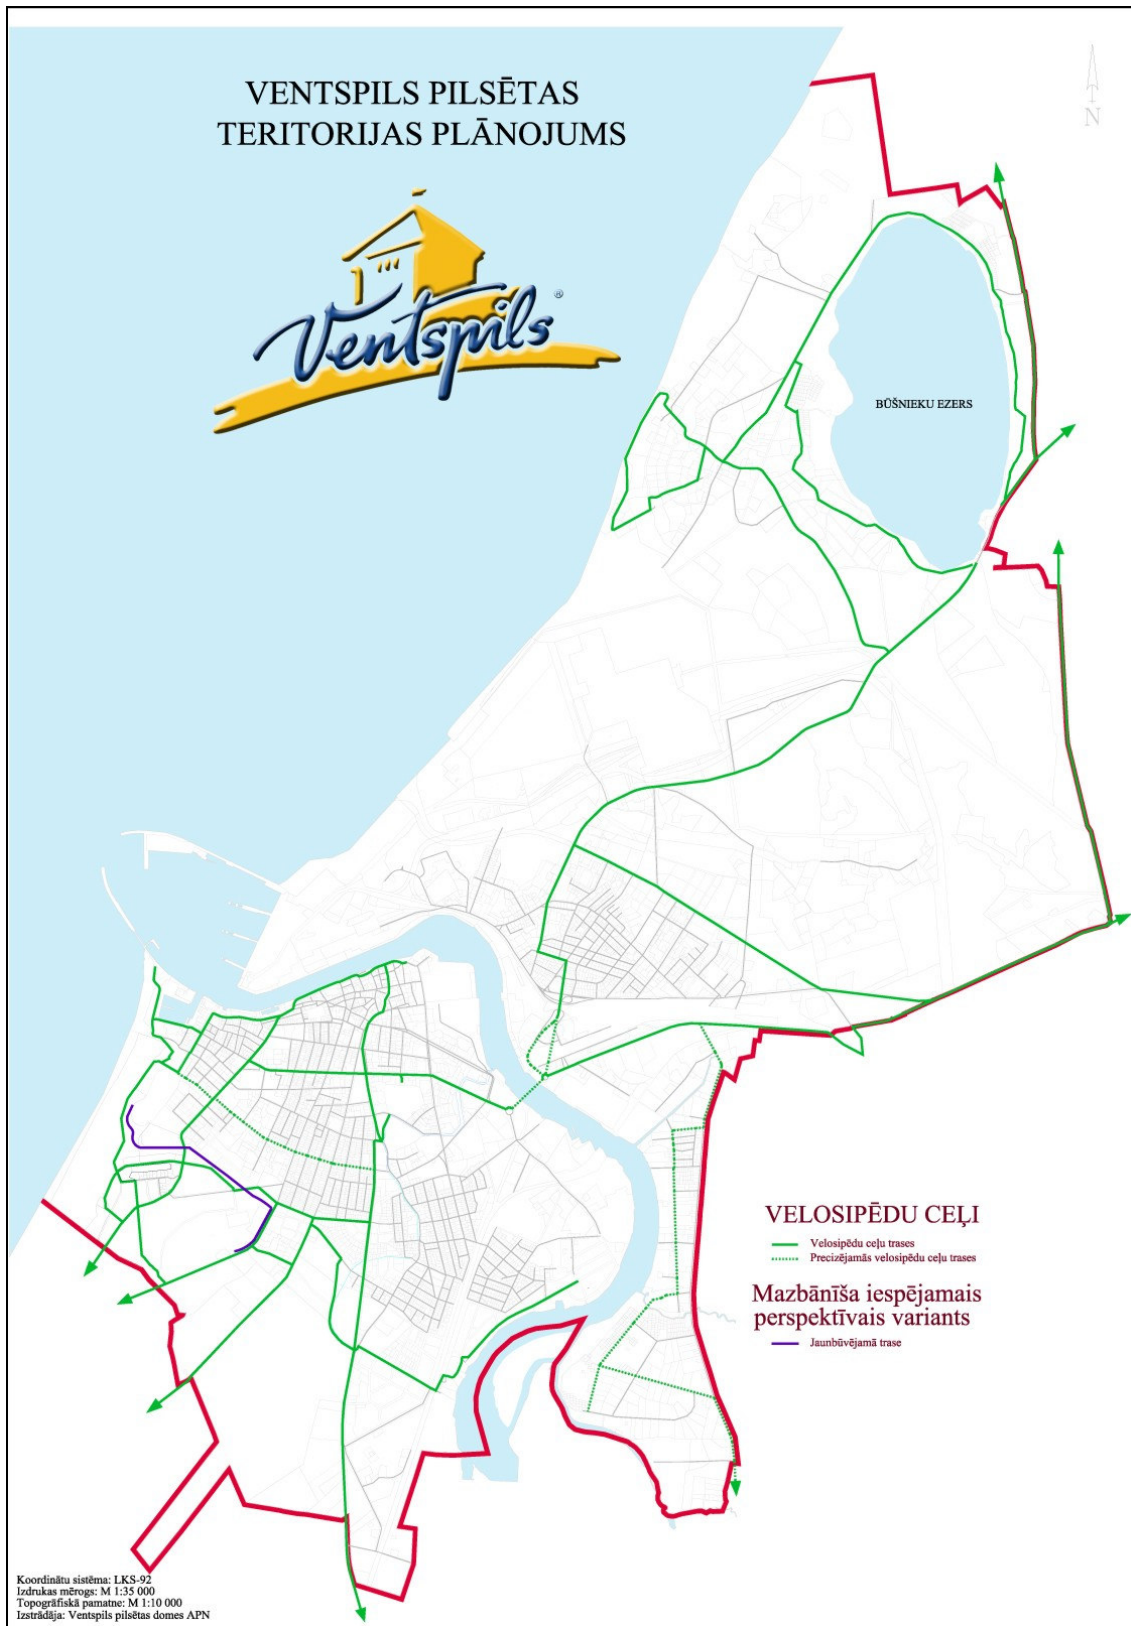 VENTSPILS PILSĒTAS
TERITORIJAS PLĀNOJUMS
N
Ventspils®
BŪŠNIEKU EZERS
VELOSIPĒDU CEĻI
Velosipēdu ceļu trases
Precizējamās velosipēdu ceļu trases
Mazbānīša iespējamais
perspektīvais variants
Jaunbūvējamā trase
Koordinātu sistēma: LKS-92
Izdrukas mērogs: M 1:35 000
Topogrāfiskā pamatne: M 1:10 000
Izstrādāja: Ventspils pilsētas domes APN